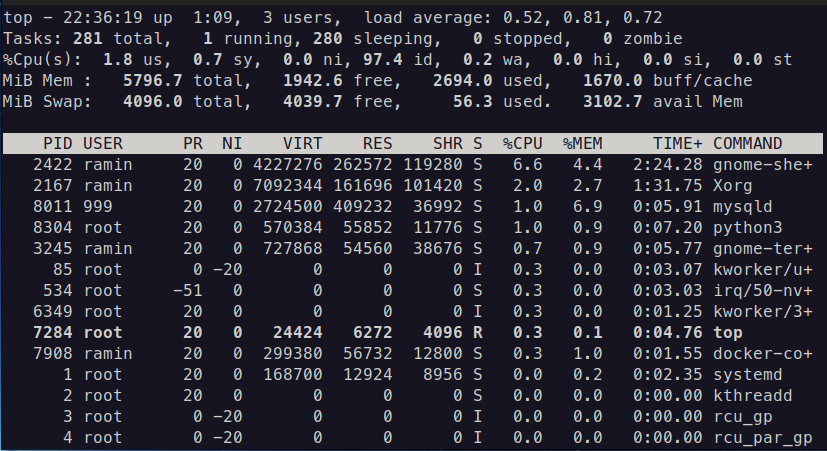 top - 22:36:19 up  1:09,  3 users,  load average: 0.52, 0.81, 0.72
Tasks: 281 total,   1 running, 280 sleeping,   0 stopped,   0 zombie
%Cpu(s):  1.8 us,  0.7 sy,  0.0 ni, 97.4 id,  0.2 wa,  0.0 hi,  0.0 si,  0.0 st
MiB Mem :   5796.7 total,   1942.6 free,   2694.0 used,   1670.0 buff/cache
MiB Swap:   4096.0 total,   4039.7 free,     56.3 used.   3102.7 avail Mem
    PID USER      PR  NI    VIRT    RES    SHR S  %CPU  %MEM     TIME+ COMMAND
   2422 ramin     20   0 4227276 262572 119280 S   6.6   4.4   2:24.28 gnome-she+
   2167 ramin     20   0 7092344 161696 101420 S   2.0   2.7   1:31.75 Xorg
   8011 999       20   0 2724500 409232  36992 S   1.0   6.9   0:05.91 mysqld
   8304 root      20   0  570384  55852  11776 S   1.0   0.9   0:07.20 python3
   3245 ramin     20   0  727868  54560  38676 S   0.7   0.9   0:05.77 gnome-ter+
     85 root       0 -20       0      0      0 I   0.3   0.0   0:03.07 kworker/u+
    534 root     -51   0       0      0      0 S   0.3   0.0   0:03.03 irq/50-nv+
   6349 root      20   0       0      0      0 I   0.3   0.0   0:01.25 kworker/3+
   7284 root      20   0   24424   6272   4096 R   0.3   0.1   0:04.76 top
   7908 ramin     20   0  299380  56732  12800 S   0.3   1.0   0:01.55 docker-co+
      1 root      20   0  168700  12924   8956 S   0.0   0.2   0:02.35 systemd
      2 root      20   0       0      0      0 S   0.0   0.0   0:00.00 kthreadd
      3 root       0 -20       0      0      0 I   0.0   0.0   0:00.00 rcu_gp
      4 root       0 -20       0      0      0 I   0.0   0.0   0:00.00 rcu_par_gp